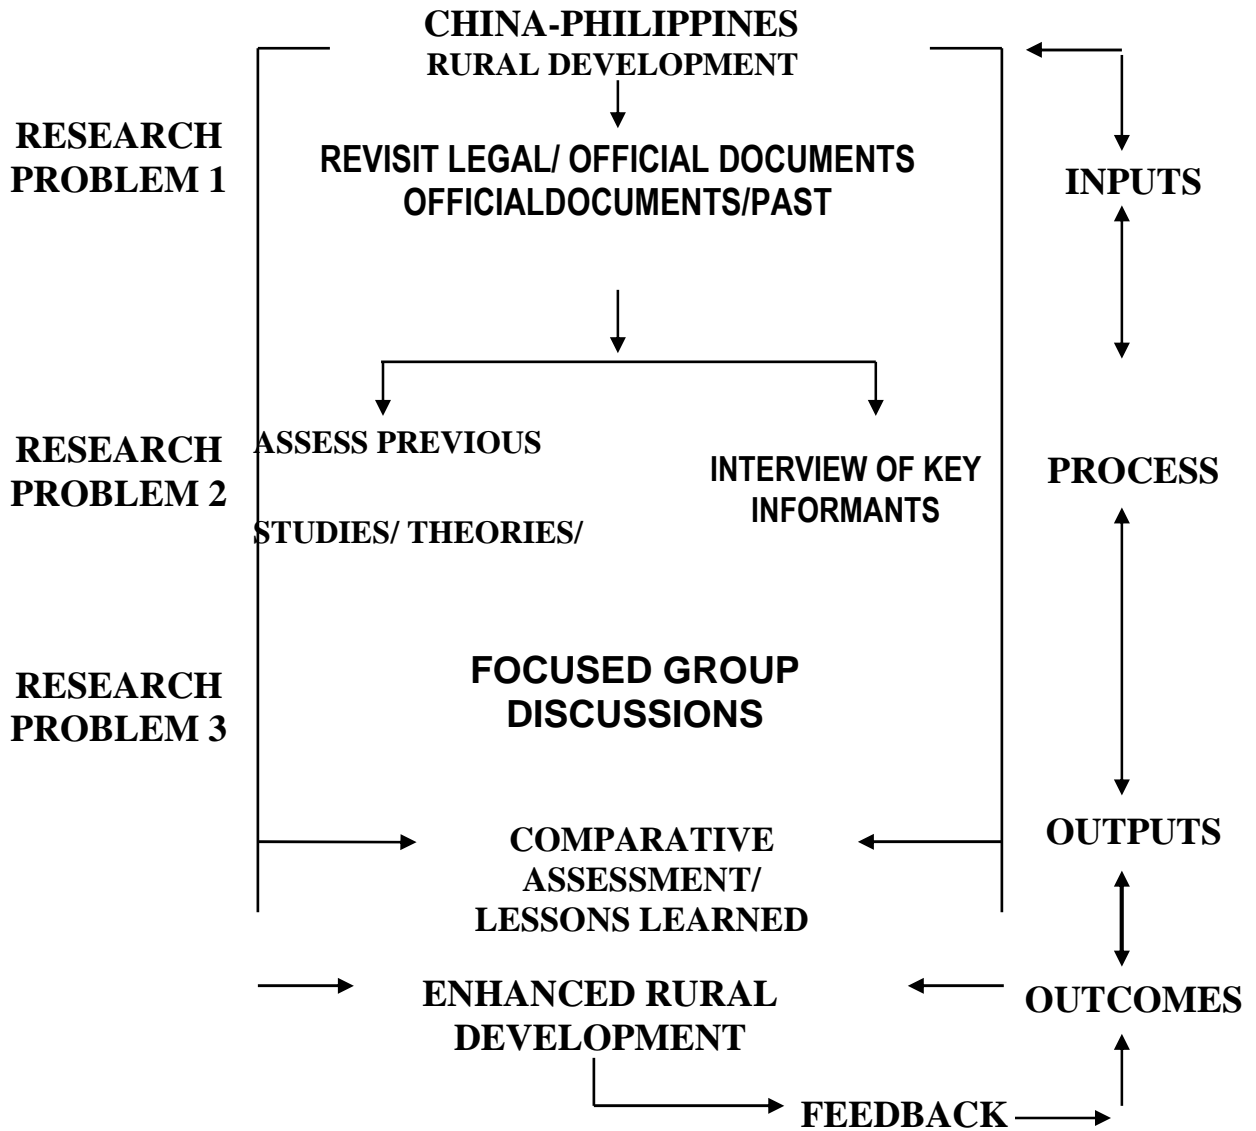 CHINA-PHILIPPINES
RURAL DEVELOPMENT
RESEARCH
PROBLEM 1
REVISIT LEGAL/ OFFICIAL DOCUMENTS
OFFICIALDOCUMENTS/PAST
INPUTS
RESEARCH
PROBLEM 2
ASSESS PREVIOUS
STUDIES/ THEORIES/
INTERVIEW OF KEY
INFORMANTS
PROCESS
RESEARCH
PROBLEM 3
FOCUSED GROUP
DISCUSSIONS
COMPARATIVE
ASSESSMENT/
LESSONS LEARNED
OUTPUTS
ENHANCED RURAL
DEVELOPMENT
OUTCOMES
FEEDBACK